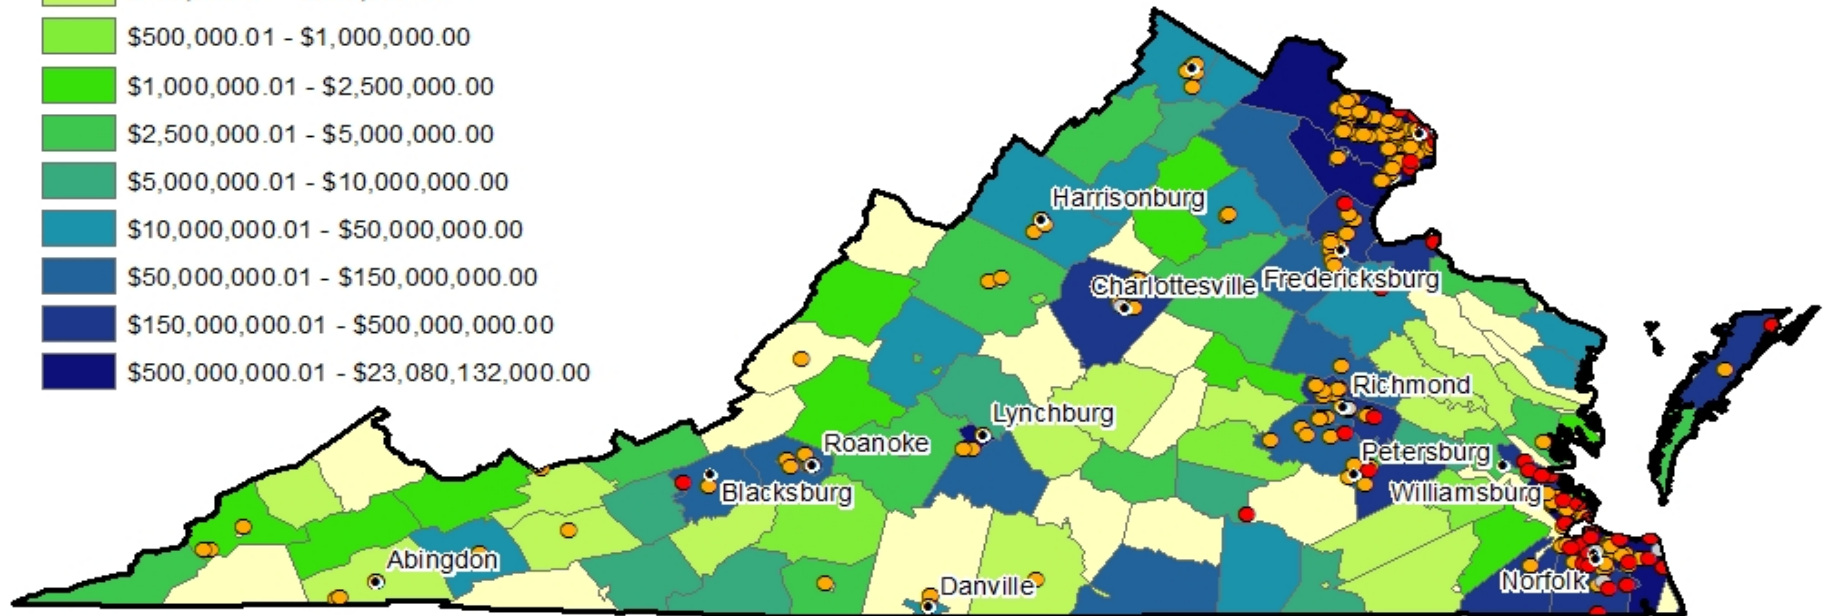 $500,000.01 - $1,000,000.00
$1,000,000.01 - $2,500,000.00
$2,500,000.01 - $5,000,000.00
$5,000,000.01 - $10,000,000.00
$10,000,000.01 - $50,000,000.00
$50,000,000.01 - $150,000,000.00
$150,000,000.01 - $500,000,000.00
$500,000,000.01 - $23,080,132,000.00
Harrisonburg
Charlottesville
Fredericksburg
Richmond
Lynchburg
Roanoke
Petersburg
Blacksburg
Williamsburg
Abingdon
Danville
Norfolk